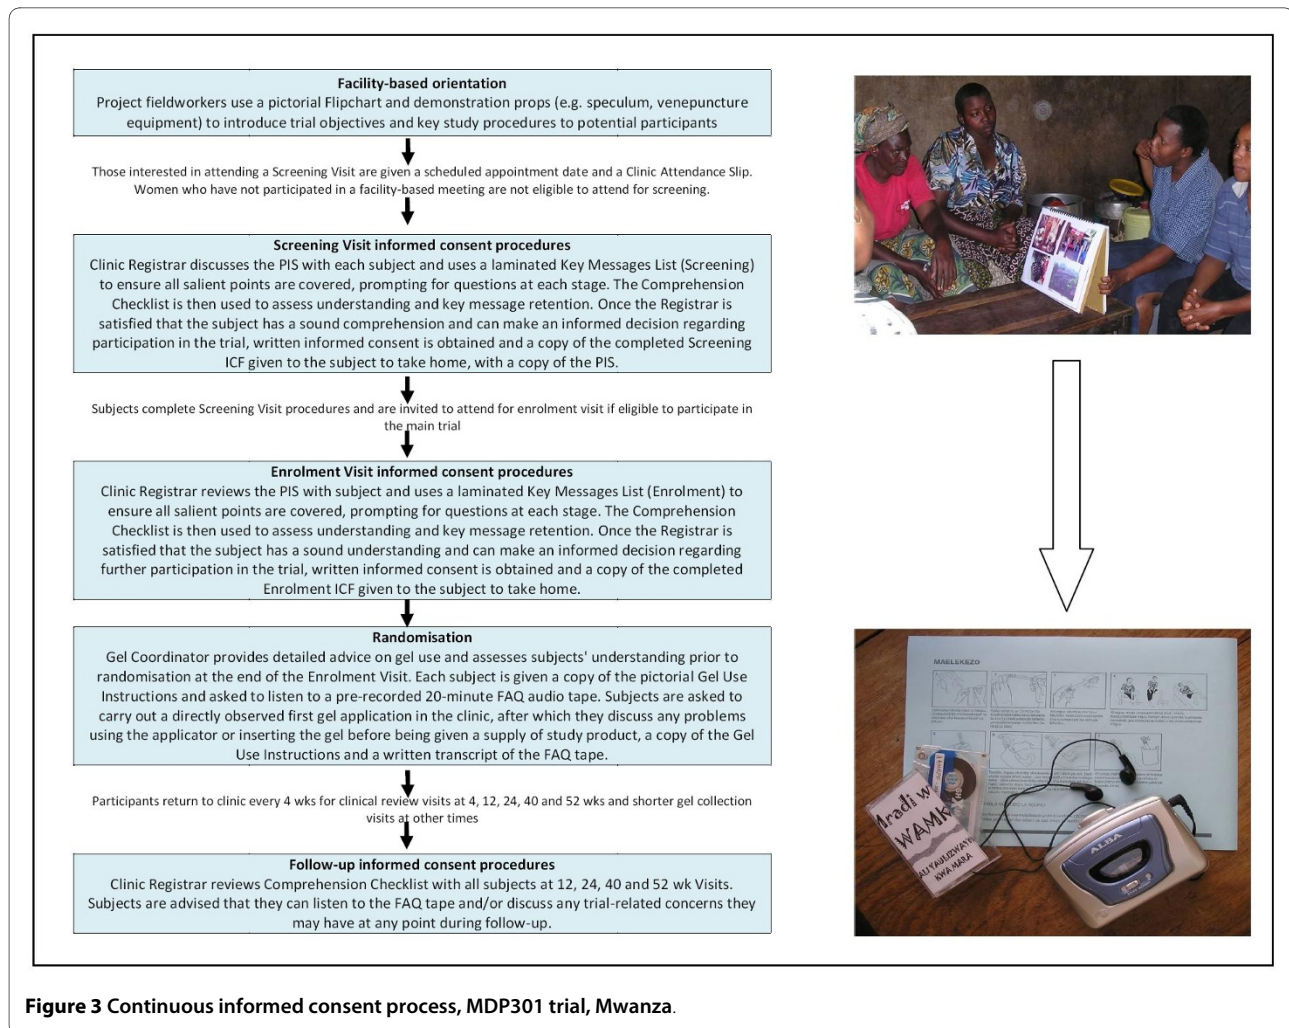 Facility-based orientation
Project fieldworkers use a pictorial Flipchart and demonstration props (e.g. speculum, venepuncture
equipment) to introduce trial objectives and key study procedures to potential participants
Those interested in attending a Screening Visit are given a scheduled appointment date and a Clinic Attendance Slip.
Women who have not participated in a facility-based meeting are not eligible to attend for screening.
Screening Visit informed consent procedures
Clinic Registrar discusses the PIS with each subject and uses a laminated Key Messages List (Screening)
to ensure all salient points are covered, prompting for questions at each stage. The Comprehension
Checklist is then used to assess understanding and key message retention. Once the Registrar is
satisfied that the subject has a sound comprehension and can make an informed decision regarding
participation in the trial, written informed consent is obtained and a copy of the completed Screening
ICF given to the subject to take home, with a copy of the PIS.
Subjects complete Screening Visit procedures and are invited to attend for enrolment visit if eligible to participate in
the main trial
Enrolment Visit informed consent procedures
Clinic Registrar reviews the PIS with subject and uses a laminated Key Messages List (Enrolment) to
ensure all salient points are covered, prompting for questions at each stage. The Comprehension
Checklist is then used to assess understanding and key message retention. Once the Registrar is
satisfied that the subject has a sound understanding and can make an informed decision regarding
further participation in the trial, written informed consent is obtained and a copy of the completed
Enrolment ICF given to the subject to take home.
Randomisation
Gel Coordinator provides detailed advice on gel use and assesses subjects' understanding prior to
randomisation at the end of the Enrolment Visit. Each subject is given a copy of the pictorial Gel Use
Instructions and asked to listen to a pre-recorded 20-minute FAQ audio tape. Subjects are asked to
carry out a directly observed first gel application in the clinic, after which they discuss any problems
using the applicator or inserting the gel before being given a supply of study product, a copy of the Gel
Use Instructions and a written transcript of the FAQ tape.
Participants return to clinic every 4 wks for clinical review visits at 4, 12, 24, 40 and 52 wks and shorter gel collection
visits at other times
Follow-up informed consent procedures
Clinic Registrar reviews Comprehension Checklist with all subjects at 12, 24, 40 and 52 wk Visits.
Subjects are advised that they can listen to the FAQ tape and/or discuss any trial-related concerns they
may have at any point during follow-up.
MAELEKEZO
Mradi w
WAMK
ALI YAULIZWAYO
KWA MARA
ALBA
Figure 3 Continuous informed consent process, MDP301 trial, Mwanza.